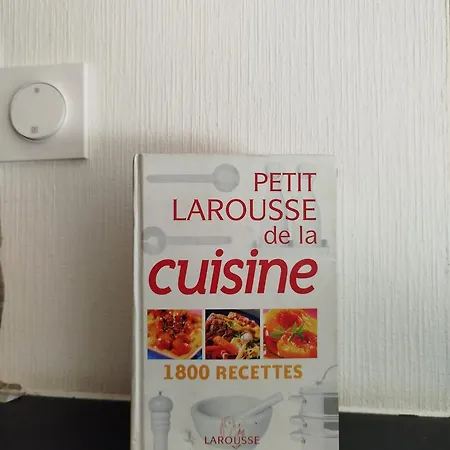 PETIT
LAROUSSE
de la
cuisine
1800 RECETTES
LAROUSSE